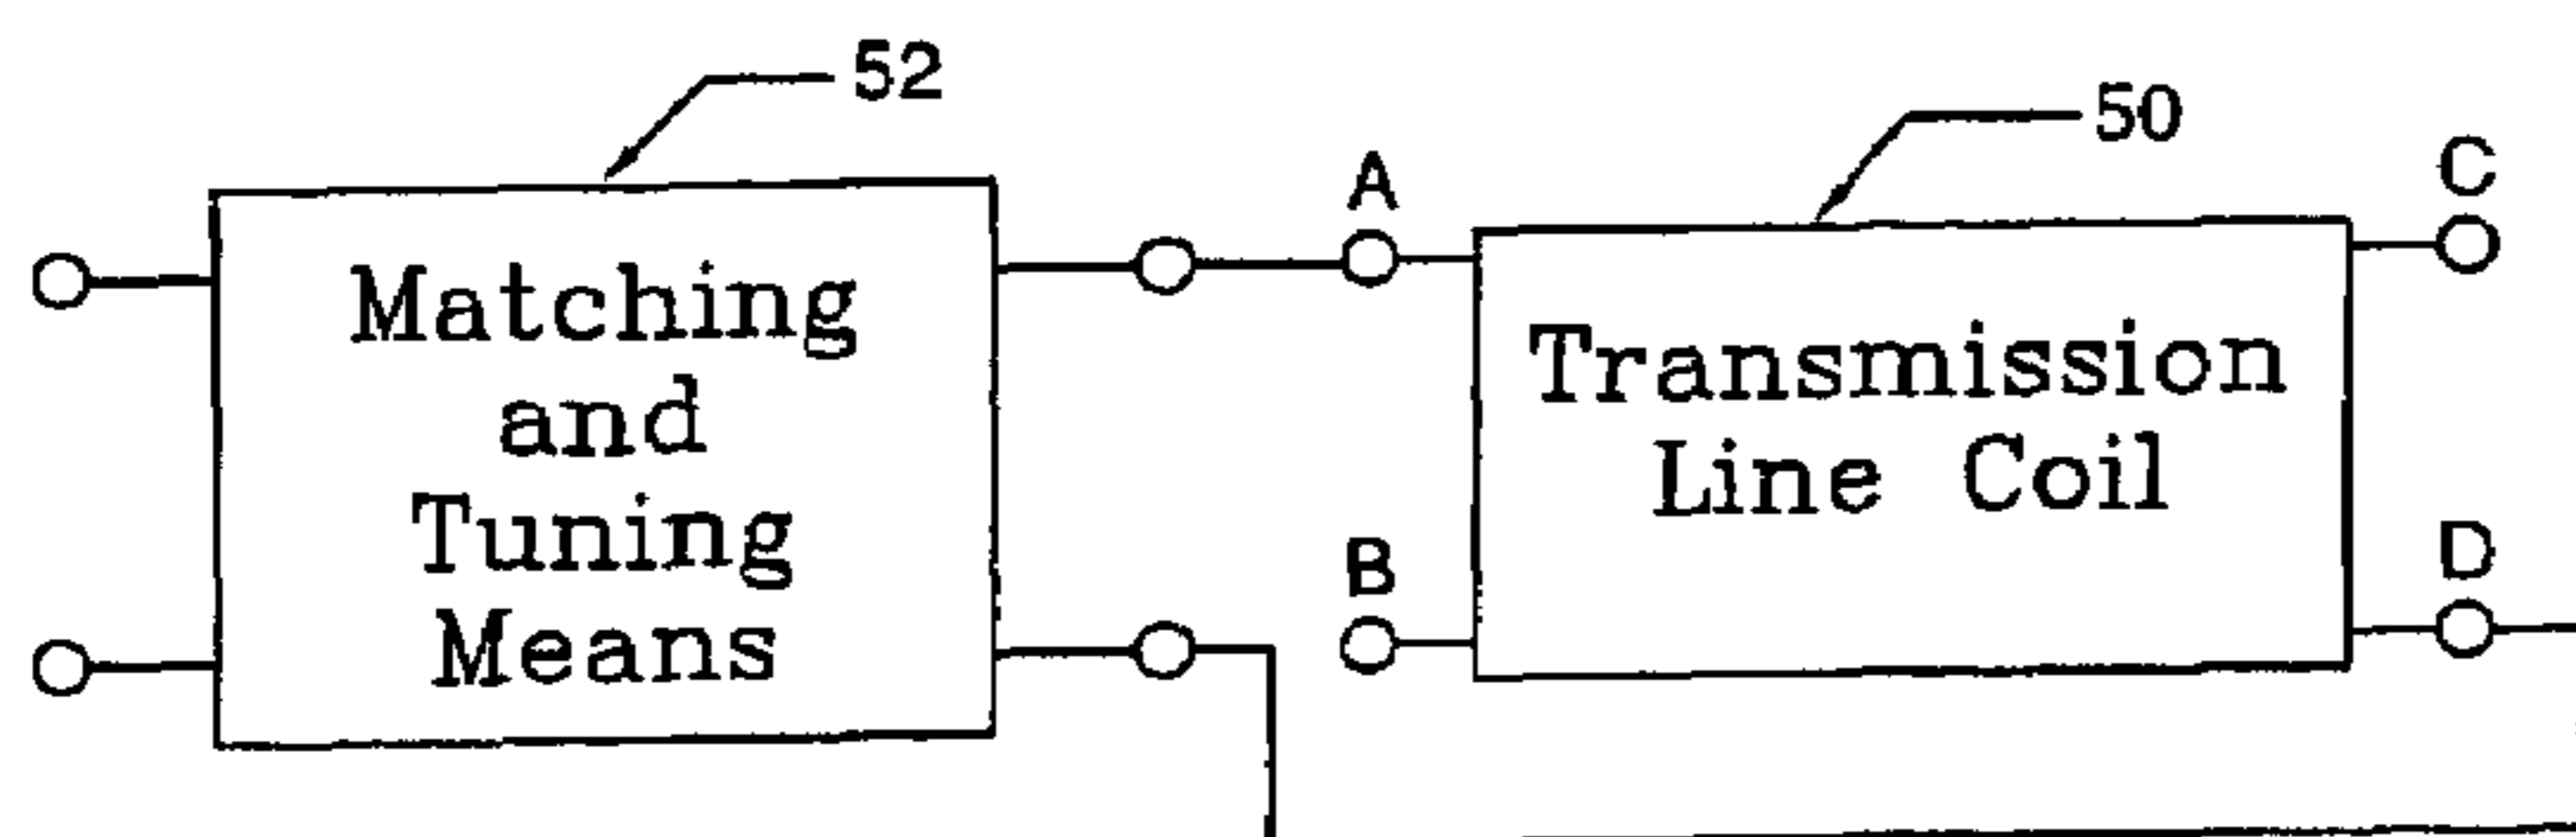 52
50
A
C
Matching
and
Tuning
Means
Transmission
Line Coil
B
D